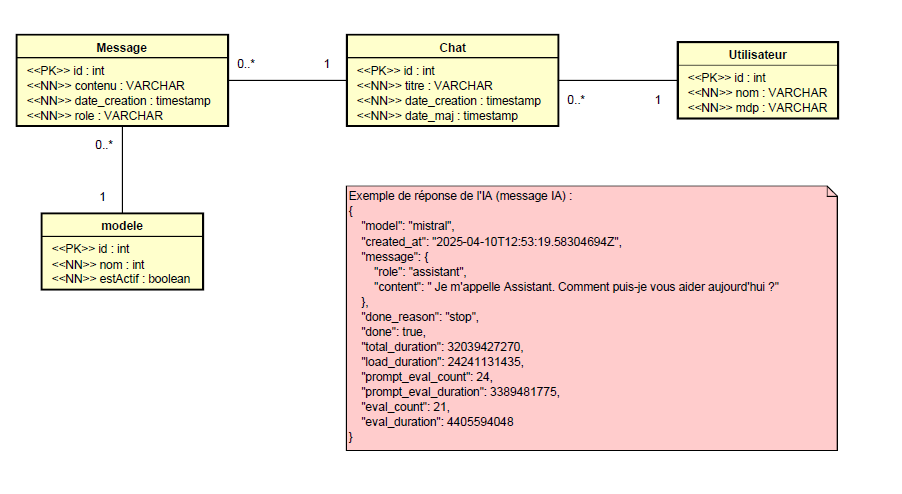 Message
<<PK>> id : int
<<NN>> contenu : VARCHAR
<<NN>> date_creation : timestamp
<<NN>> role : VARCHAR
0..*
1
Chat
<<PK>> id : int
<<NN>> titre : VARCHAR
<<NN>> date_creation : timestamp
<<NN>> date_maj : timestamp
0..*
1
Utilisateur
<<PK>> id : int
<<NN>> nom : VARCHAR
<<NN>> mdp : VARCHAR
0..*
1
modele
<<PK>> id : int
<<NN>> nom : int
<<NN>> estActif : boolean
Exemple de réponse de l'IA (message IA) :
{
"model": "mistral",
"created_at": "2025-04-10T12:53:19.58304694Z",
"message": {
"role": "assistant",
"content": " Je m'appelle Assistant. Comment puis-je vous aider aujourd'hui ?"
},
"done_reason": "stop",
"done": true,
"total_duration": 32039427270,
"load_duration": 24241131435,
"prompt_eval_count": 24,
"prompt_eval_duration": 3389481775,
"eval_count": 21,
"eval_duration": 4405594048
}